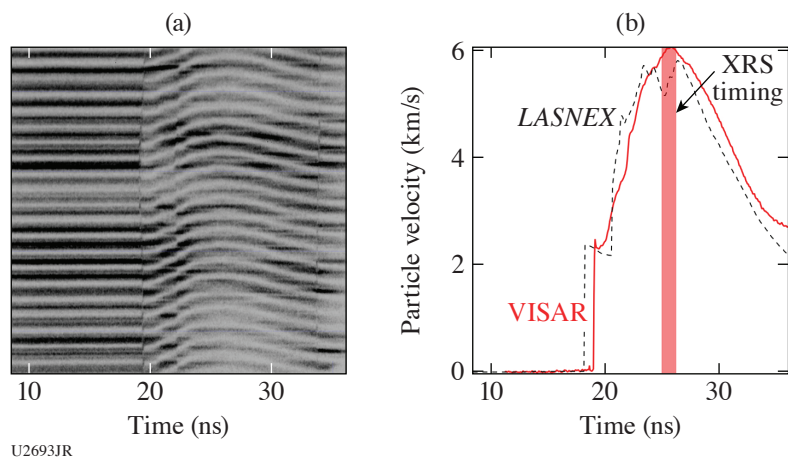 (a)
10
20
30
Time (ns)
(b)
Particle velocity (km/s)
6
4
2
0
LASNEX
XRS
timing
VISAR
10
20
30
Time (ns)
U2693JR